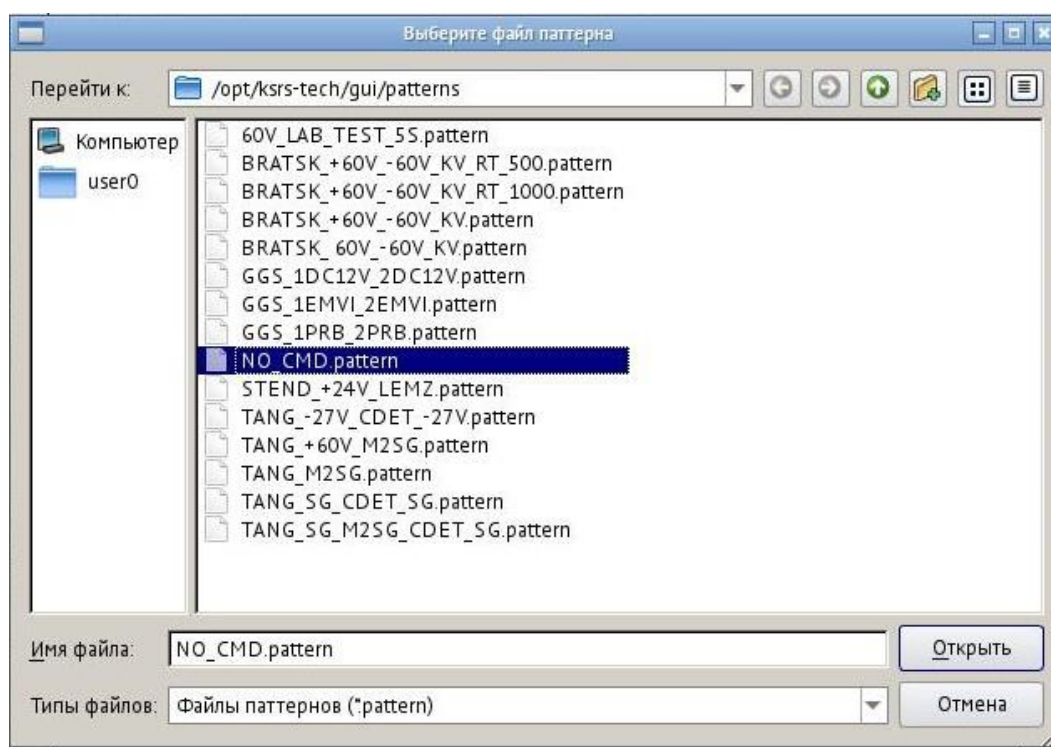 Выберите файл паттерна
Перейти к: /opt/ksrs-tech/gui/patterns
Компьютер
user0
60V_LAB_TEST_5S.pattern
BRATSK_+60V_-60V_KV_RT_500.pattern
BRATSK_+60V_-60V_KV_RT_1000.pattern
BRATSK_+60V_-60V_KV.pattern
BRATSK_ 60V_-60V_KV.pattern
GGS_1DC12V_2DC12V.pattern
GGS_1EMVI_2EMVI.pattern
GGS_1PRB_2PRB.pattern
NO_CMD.pattern
STEND_+24V_LEMZ.pattern
TANG_-27V_CDET_-27V.pattern
TANG_+60V_M2SG.pattern
TANG_M2SG.pattern
TANG_SG_CDET_SG.pattern
TANG_SG_M2SG_CDET_SG.pattern
Имя файла: NO_CMD.pattern Открыть
Типы файлов: Файлы паттернов (*.pattern) Отмена